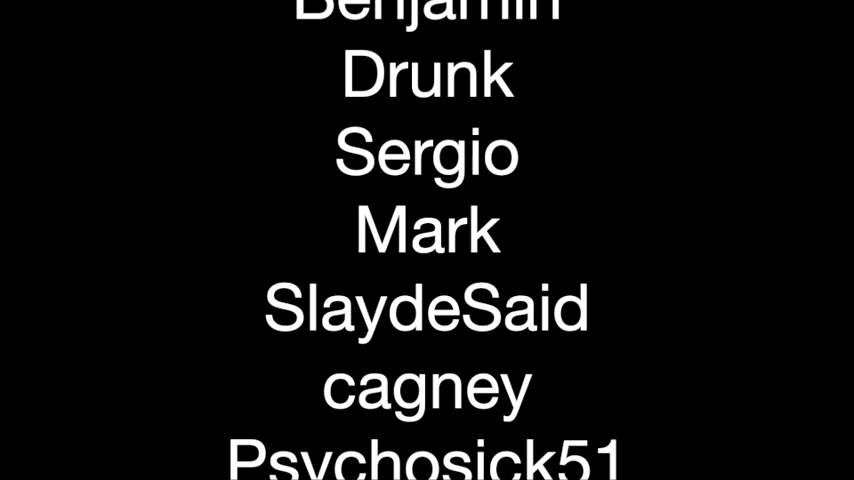 Benjamin
Drunk
Sergio
Mark
SlaydeSaid
cagney
Psychosick51